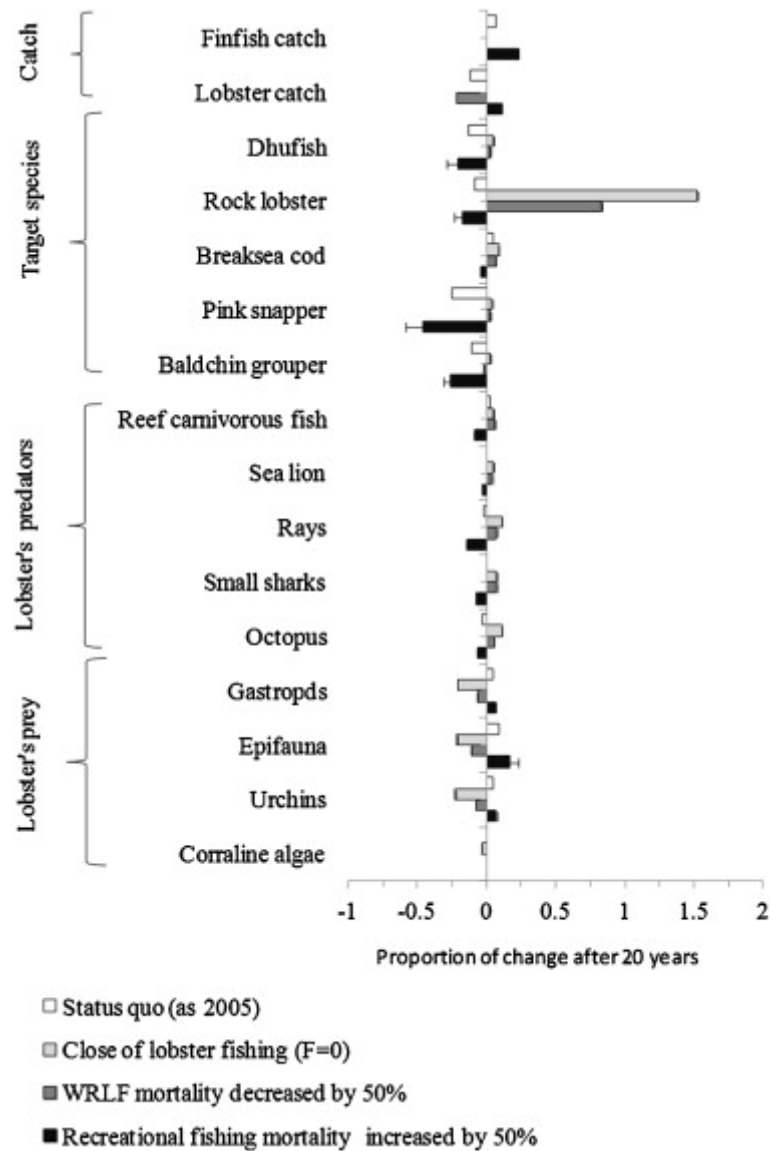 Catch
Finfish catch
Lobster catch
Target species
Dhufish
Rock lobster
Breaksea cod
Pink snapper
Baldchin grouper
Lobster's predators
Reef carnivorous fish
Sea lion
Rays
Small sharks
Octopus
Lobster's prey
Gastropds
Epifauna
Urchins
Corraline algae
-1 -0.5 0 0.5 1 1.5 2
Proportion of change after 20 years
Status quo (as 2005)
Close of lobster fishing (F=0)
WRLF mortality decreased by 50%
Recreational fishing mortality increased by 50%